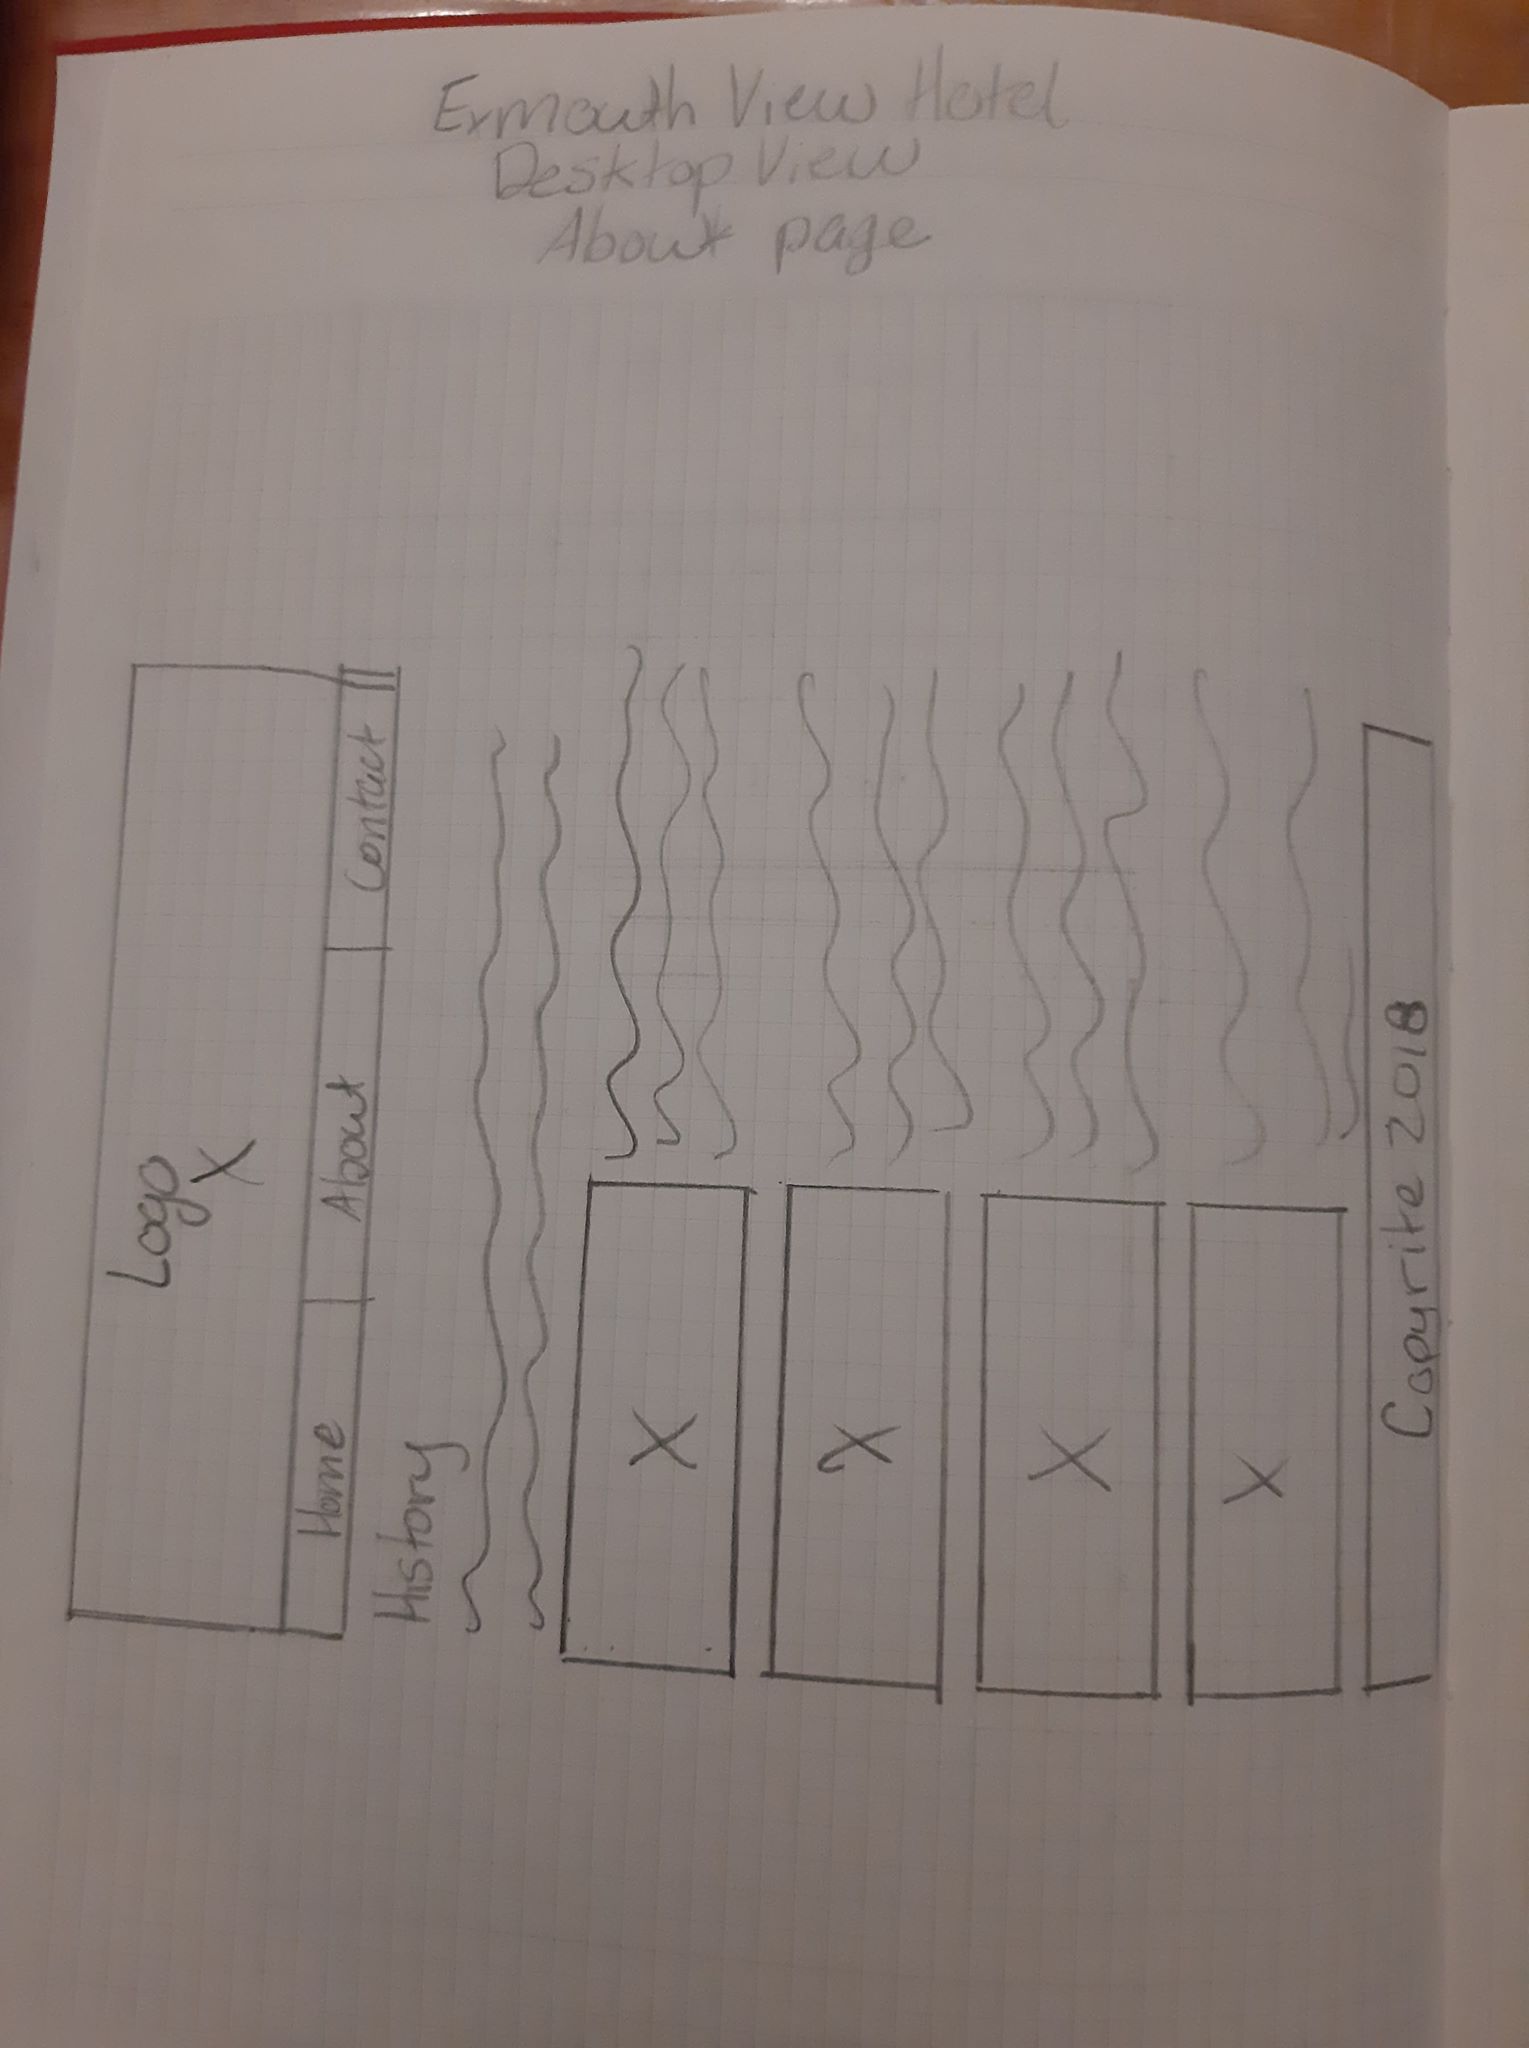 Exmouth View Hotel
Desktop View
About page
Logo
X
Home About Contact
History
X
X
X
X
Copyrite 2018